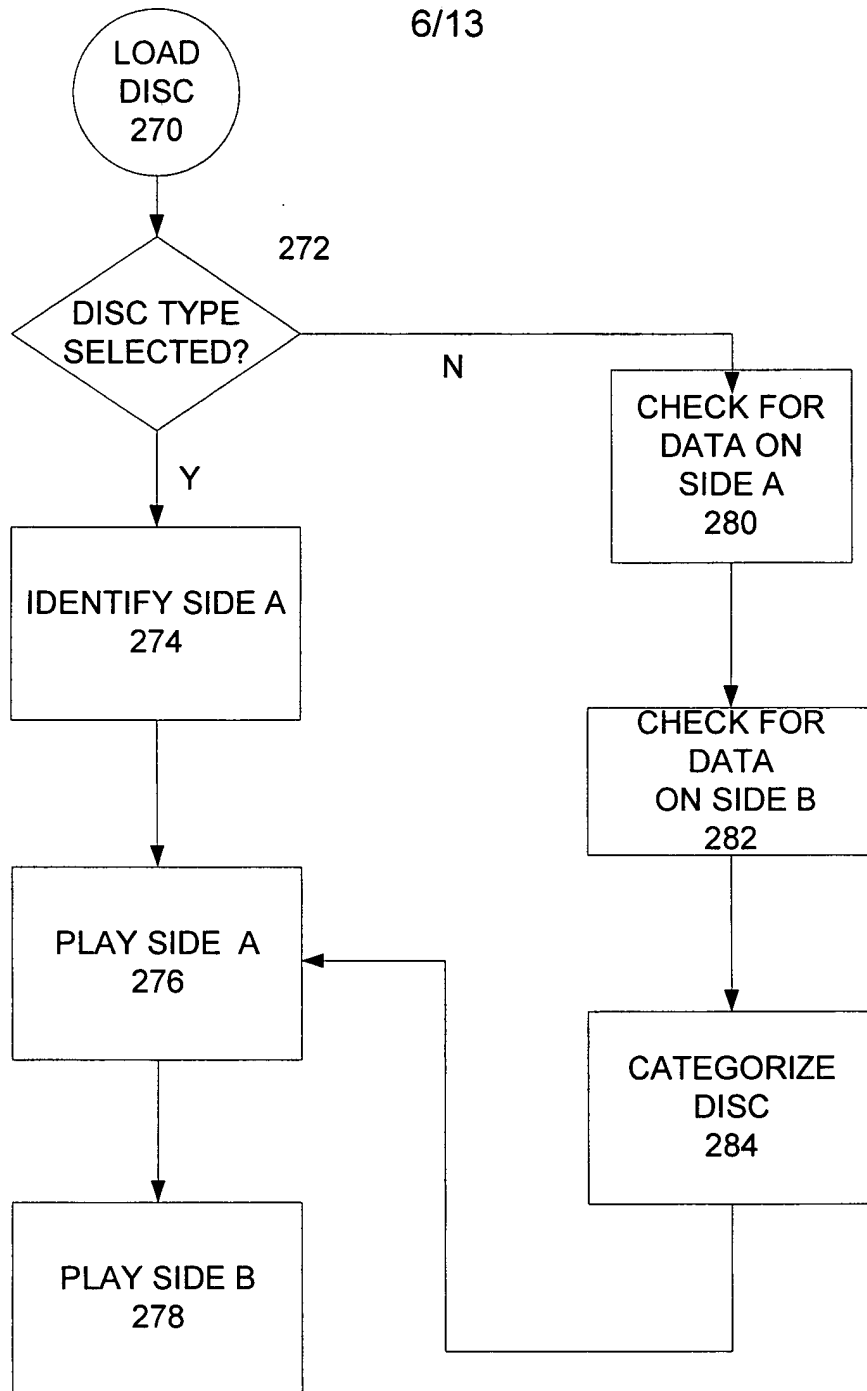 6/13
LOAD
DISC
270
272
DISC TYPE
SELECTED?
N
Y
CHECK FOR
DATA ON
SIDE A
280
IDENTIFY SIDE A
274
CHECK FOR
DATA
ON SIDE B
282
PLAY SIDE A
276
CATEGORIZE
DISC
284
PLAY SIDE B
278